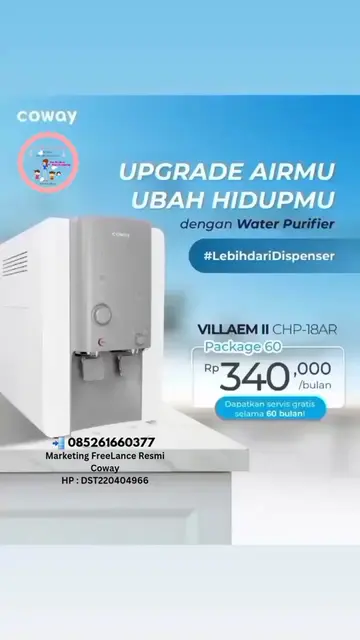 coway
UPGRADE AIRMU
UBAH HIDUPMU
dengan Water Purifier
#LebihdariDispenser
COWAY
VILLAEM II CHP-18AR
Package 60
Rp 340,000
/bulan
Dapatkan servis gratis
selama 60 bulan!
085261660377
Marketing FreeLance Resmi
Coway
HP : DST220404966